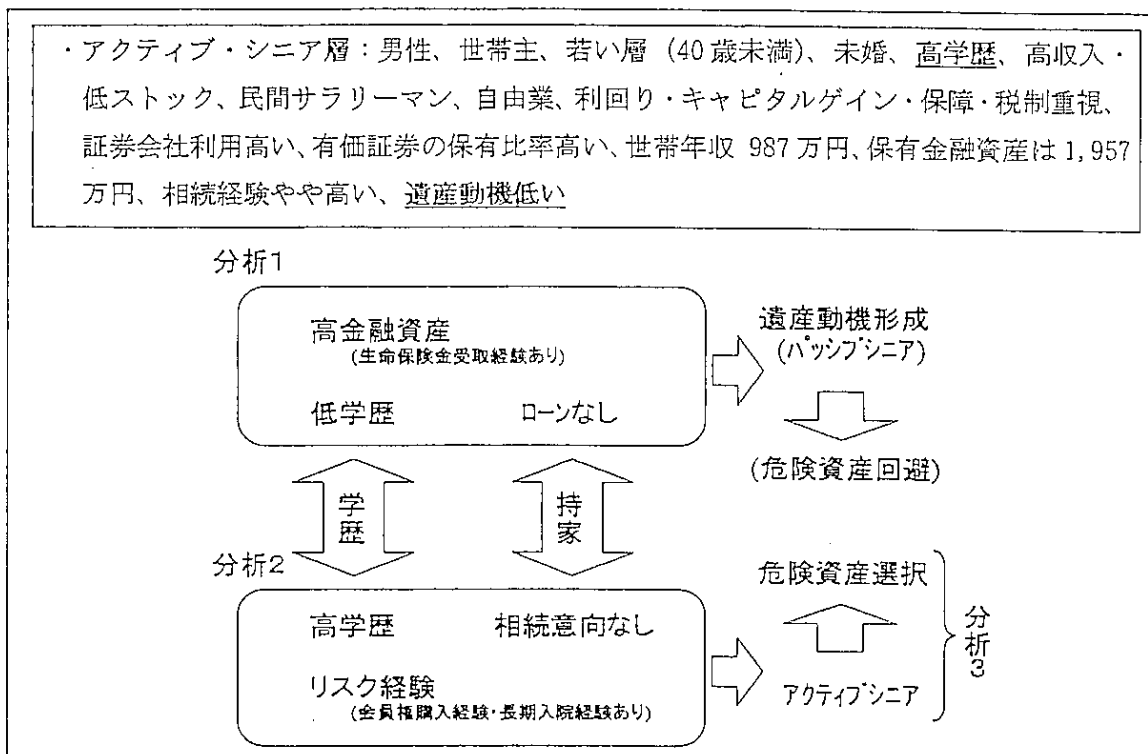 ・アクティブ・シニア層：男性、世帯主、若い層（40歳未満）、未婚、高学歴、高収入・
低ストック、民間サラリーマン、自由業、利回り・キャピタルゲイン・保障・税制重視、
証券会社利用高い、有価証券の保有比率高い、世帯年収 987万円、保有金融資産は1,957
万円、相続経験やや高い、遺産動機低い
分析1
高金融資産
(生命保険金受取経験あり)
低学歴 ローンなし
遺産動機形成
(パッシブシニア)
(危険資産回避)
学歴
持家
分析2
高学歴 相続意向なし
リスク経験
(会員権購入経験・長期入院経験あり)
危険資産選択
アクティブシニア
分析3